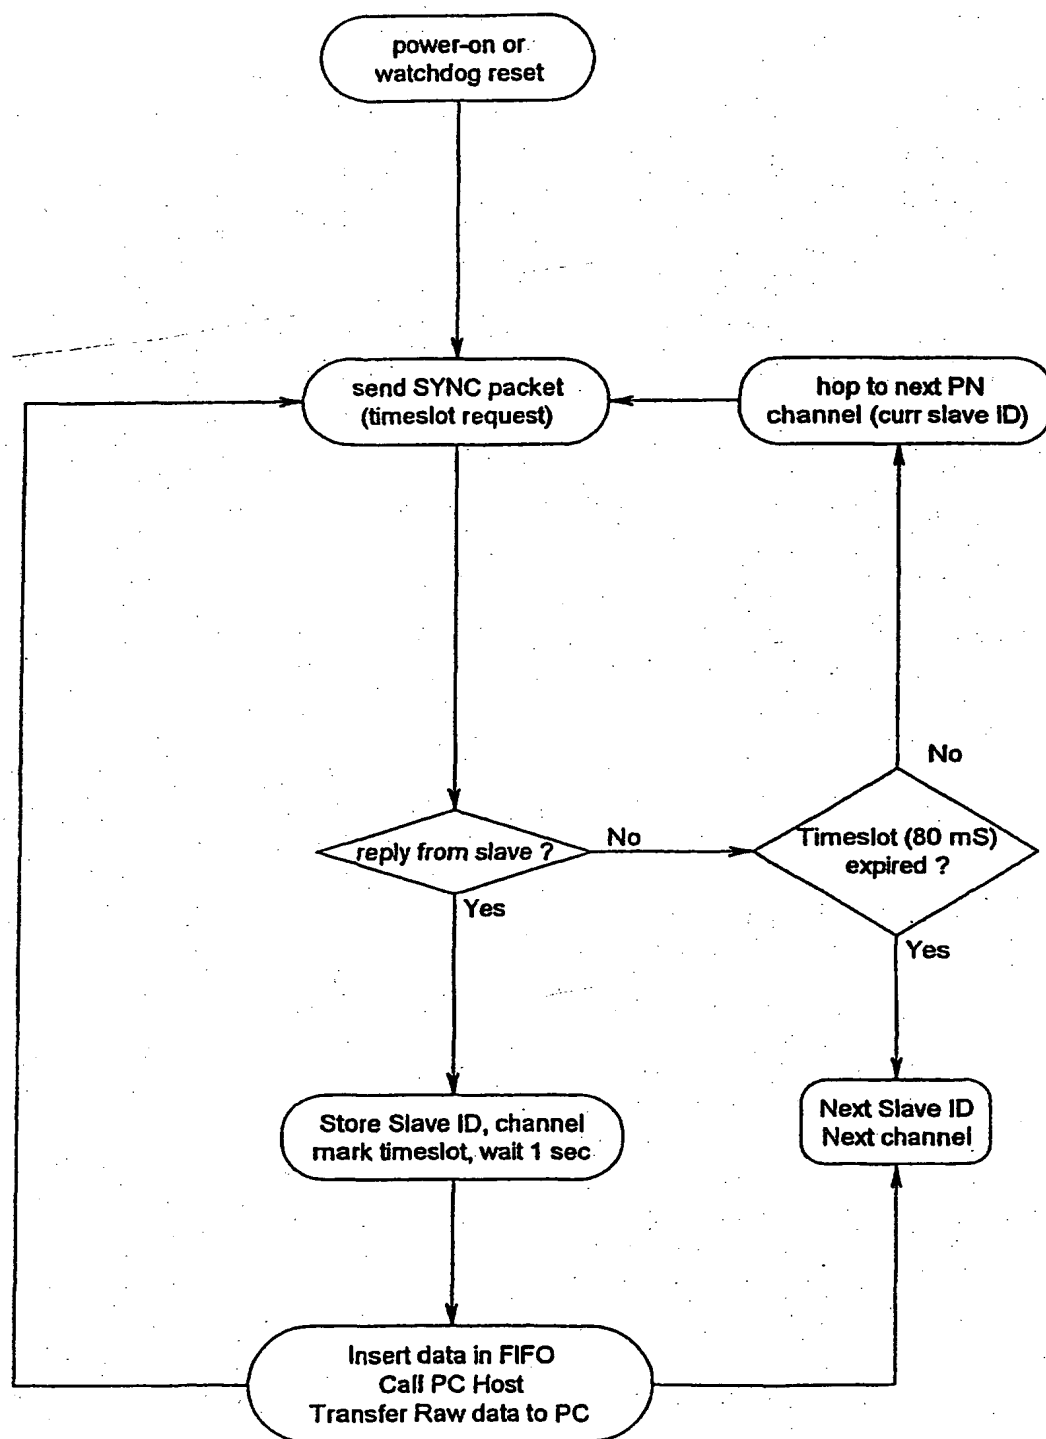 power-on or
watchdog reset
send SYNC packet
(timeslot request)
hop to next PN
channel (curr slave ID)
No
reply from slave ?
No
Timeslot (80 mS)
expired ?
Yes
Yes
Store Slave ID, channel
mark timeslot, wait 1 sec
Next Slave ID
Next channel
Insert data in FIFO
Call PC Host
Transfer Raw data to PC